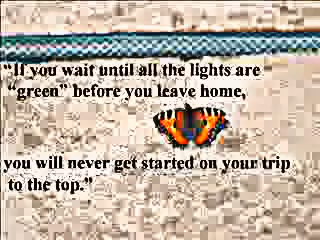 “If you wait until all the lights are
“green” before you leave home,
you will never get started on your trip
to the top.”